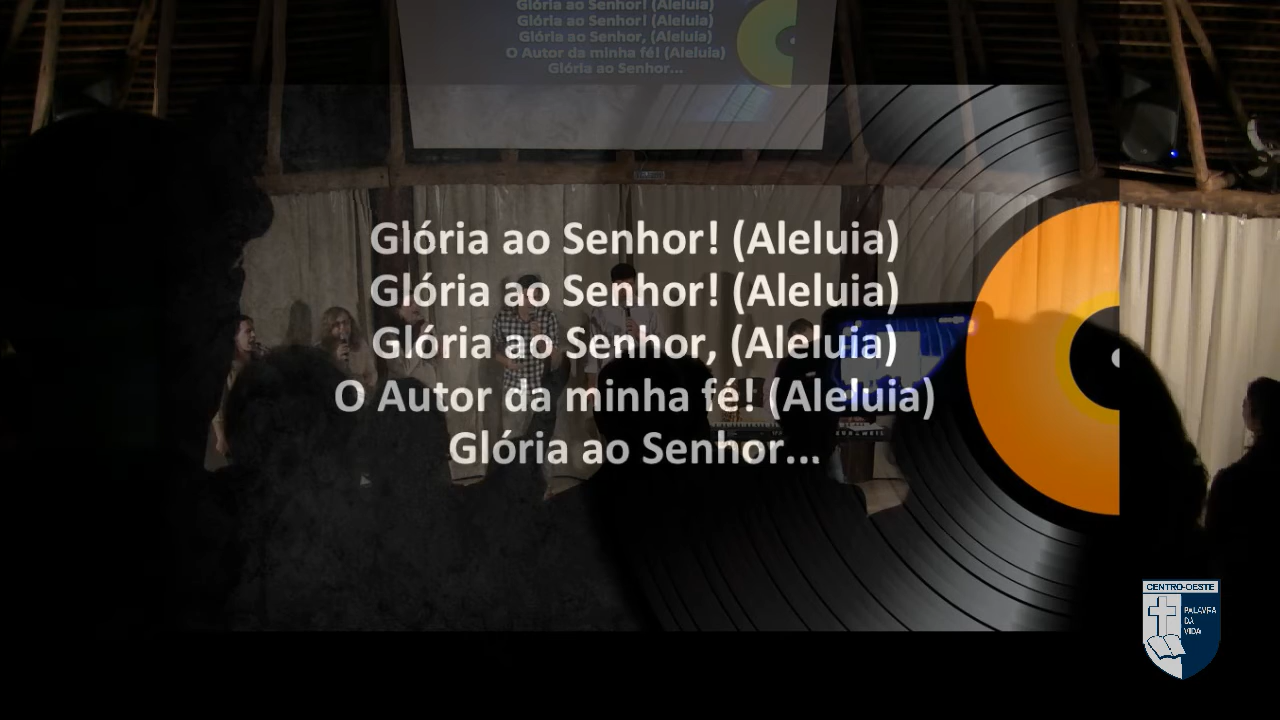 Glória ao Senhor! (Aleluia)
Glória ao Senhor! (Aleluia)
Glória ao Senhor, (Aleluia)
O Autor da minha fé! (Aleluia)
Glória ao Senhor...
Glória ao Senhor! (Aleluia)
Glória ao Senhor! (Aleluia)
Glória ao Senhor, (Aleluia)
O Autor da minha fé! (Aleluia)
Glória ao Senhor...
CENTRO-OESTE
PALAVRA
DA
VIDA